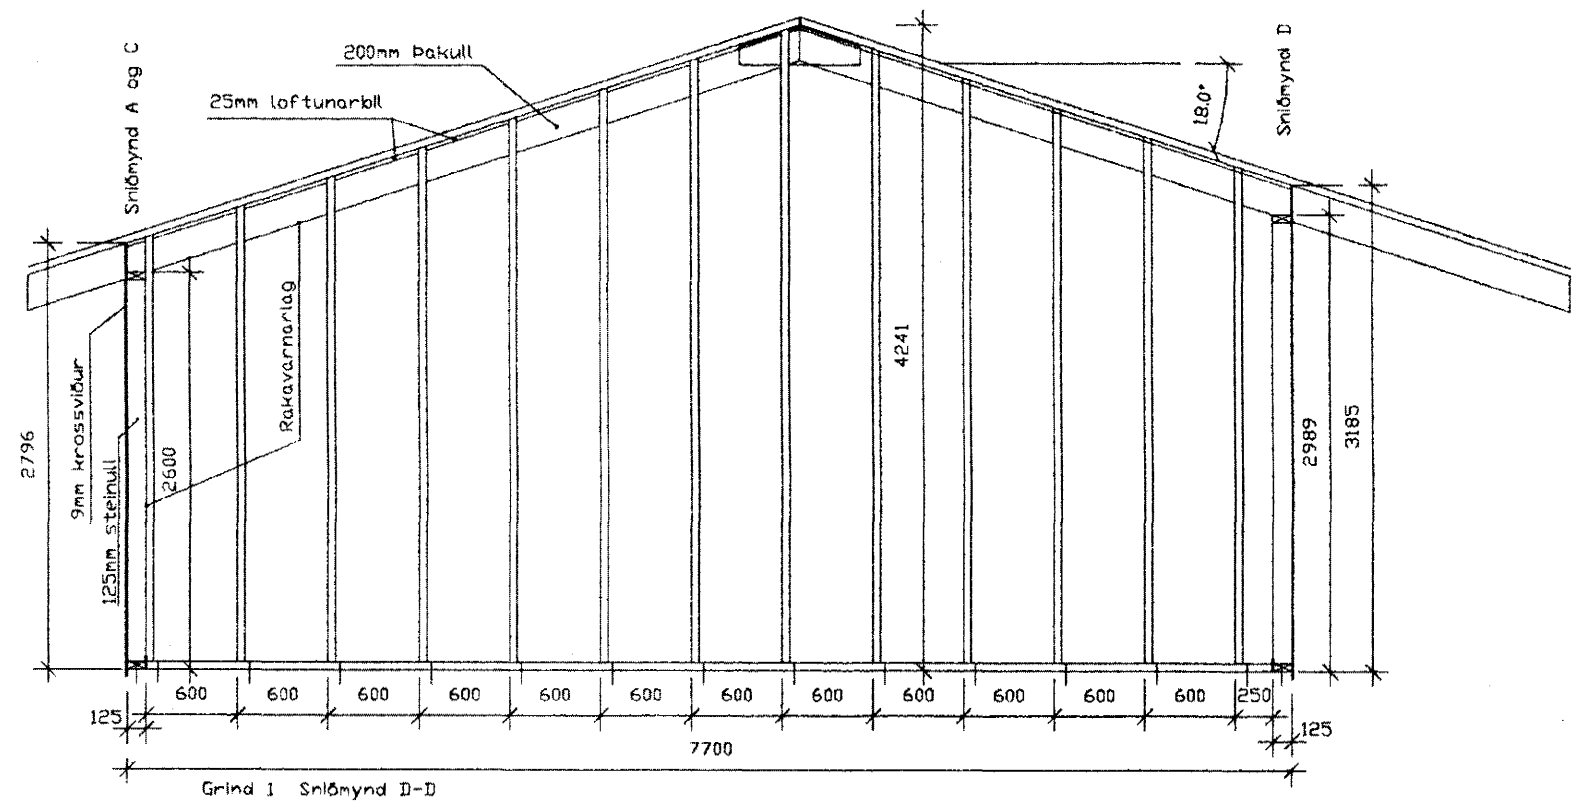 Sniðmynd A og C
200mm Þakull
25mm loftunarbil
18.0°
Sniðmynd D
2796
9mm krossviður
125mm steinull
2600
Rakavarnarlag
4241
2989
3185
600 600 600 600 600 600 600 600 600 600 600 600 250
125
125
7700
Grind 1 Sniðmynd D-D